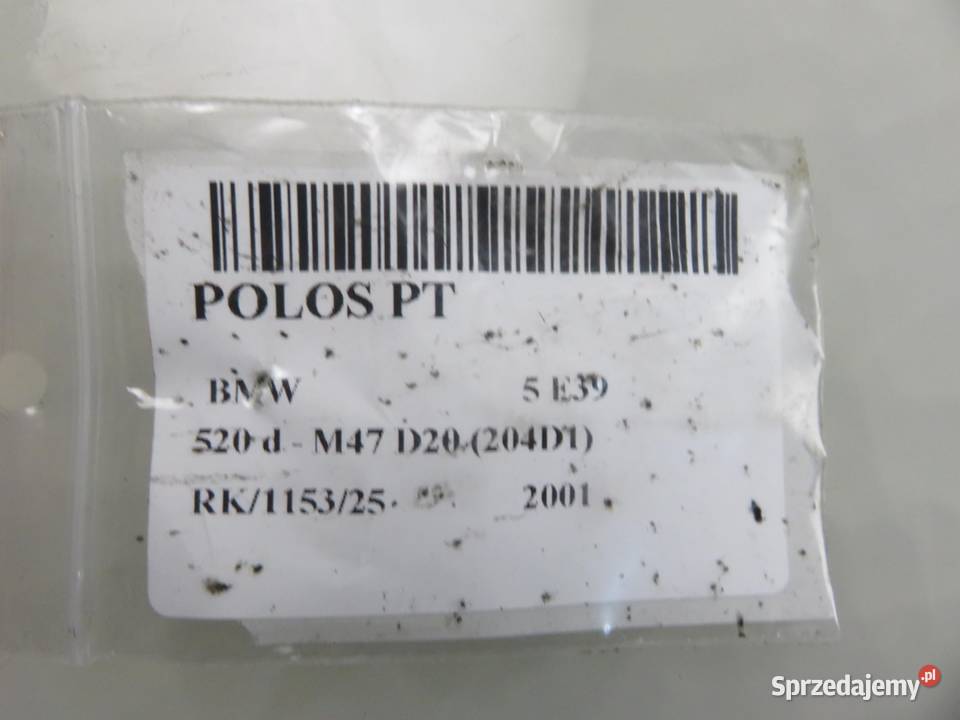 POLOS PT
BMW 5 E39
520 d - M47 D20 (204D1)
RK/1153/25 2001
Sprzedajemy.pl